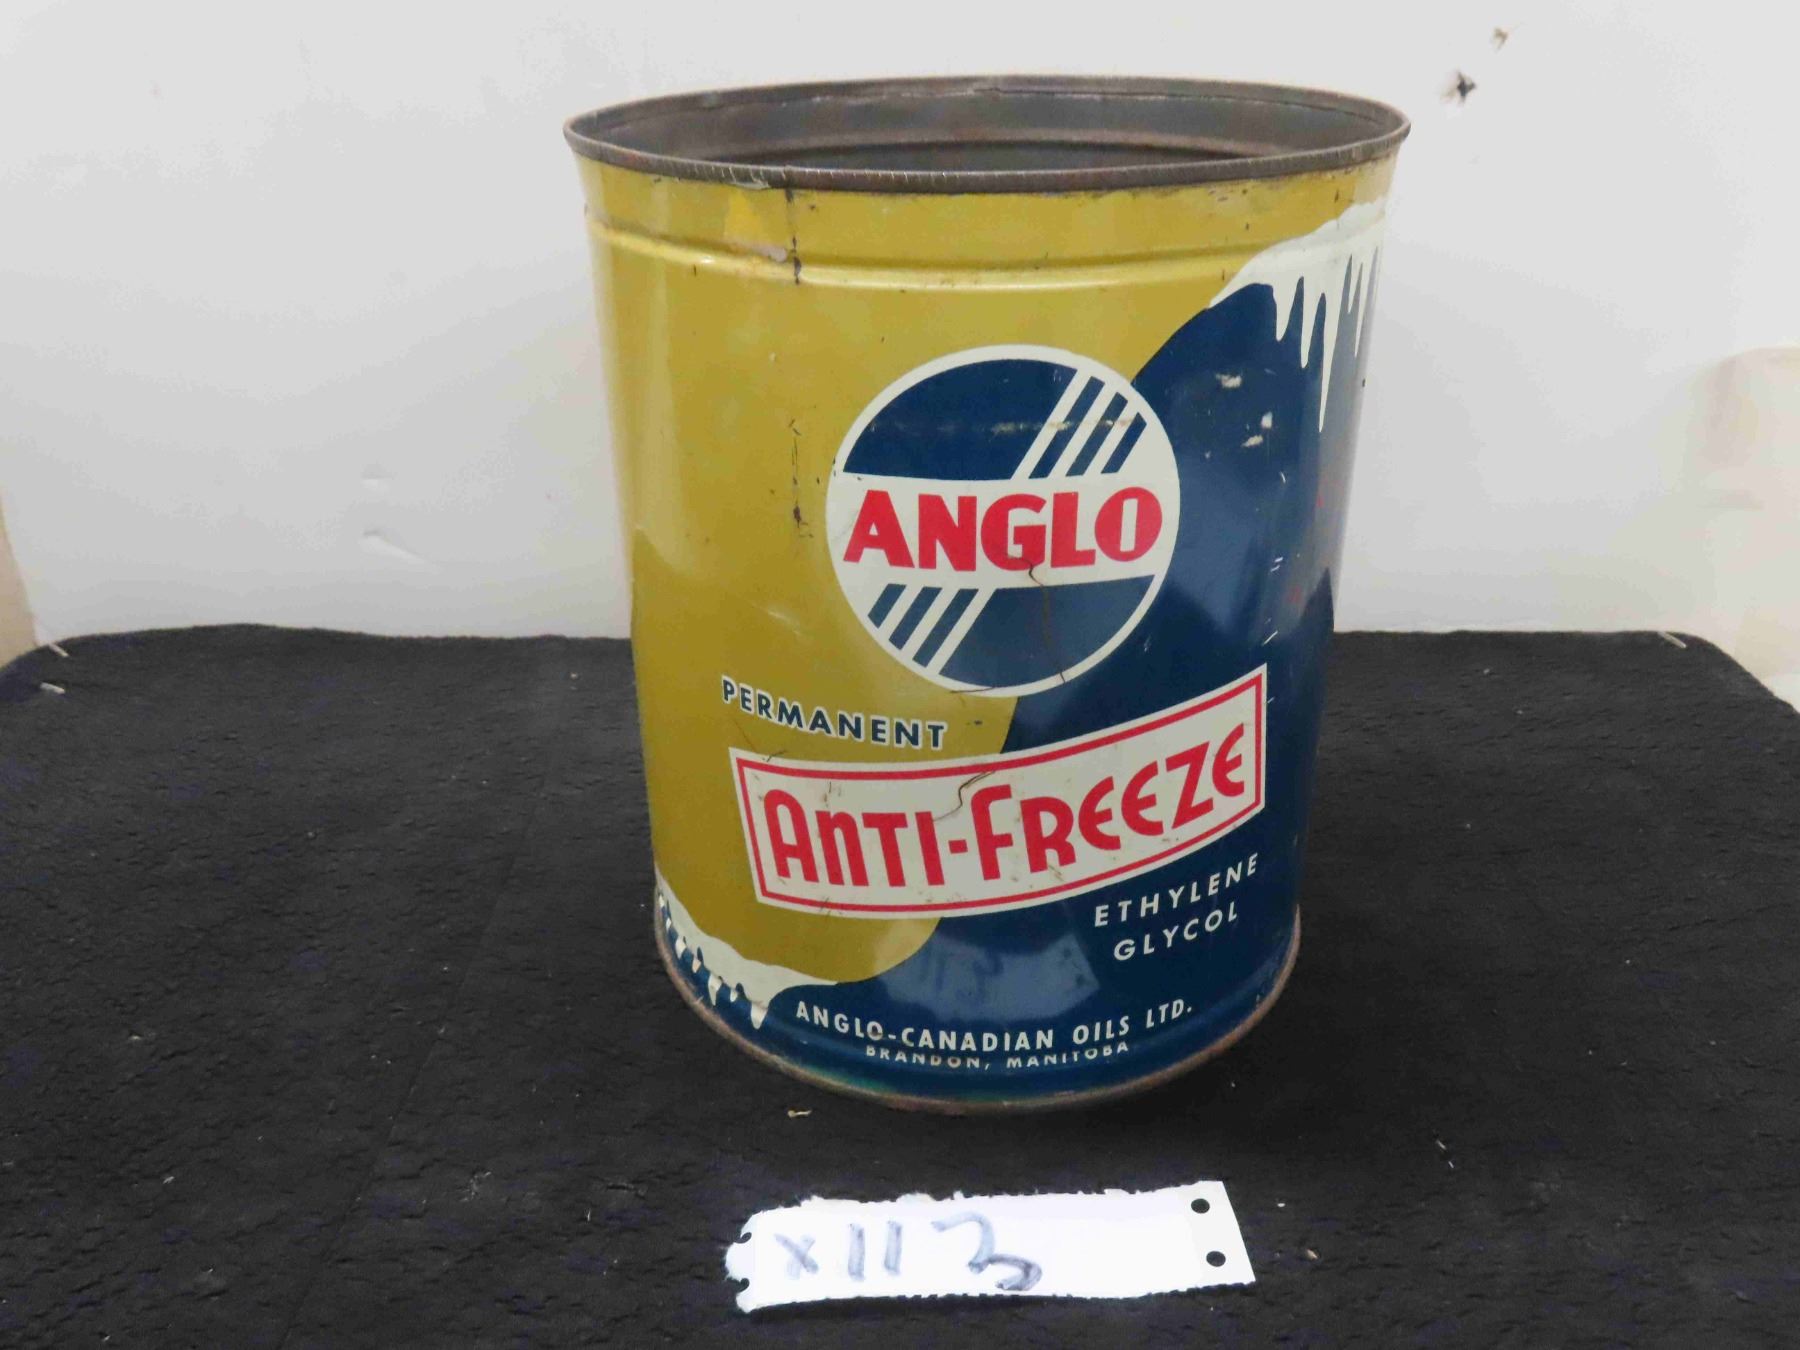 ANGLO
PERMANENT
ANTI-FREEZE
ETHYLENE
GLYCOL
ANGLO-CANADIAN OILS LTD.
BRANDON, MANITOBA
x113